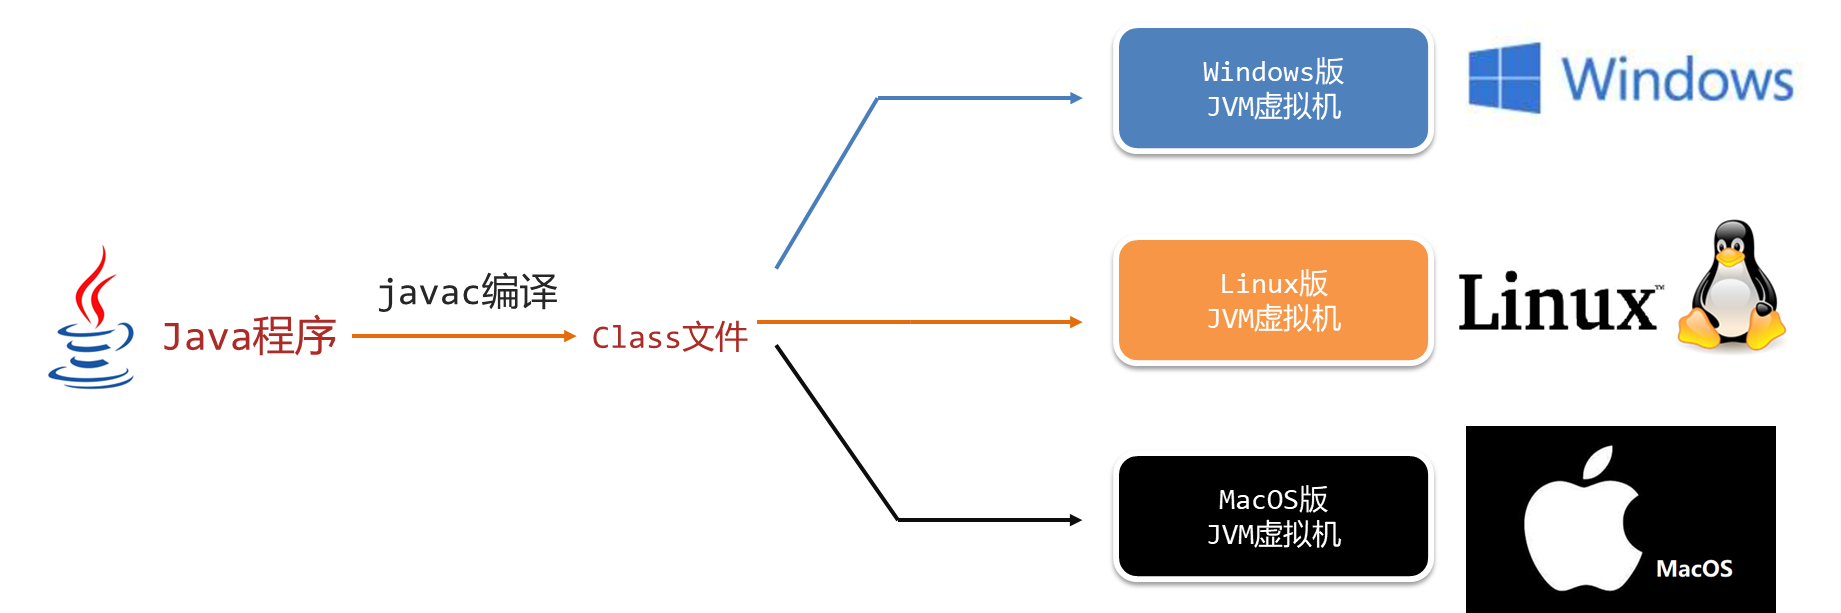 Java程序
javac编译
Class文件
Windows版
JVM虚拟机
Windows
Linux版
JVM虚拟机
Linux™
MacOS版
JVM虚拟机
MacOS